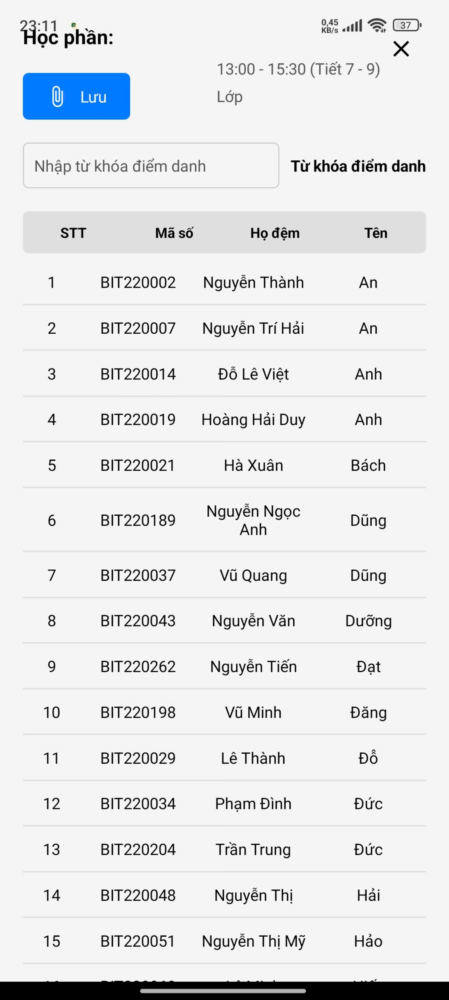 23:11
0,45
KB/s
37
Học phần:
13:00 - 15:30 (Tiết 7 - 9)
Lưu
Lớp
Nhập từ khóa điểm danh
Từ khóa điểm danh
STT Mã số Họ đệm Tên
1 BIT220002 Nguyễn Thành An
2 BIT220007 Nguyễn Trí Hải An
3 BIT220014 Đỗ Lê Việt Anh
4 BIT220019 Hoàng Hải Duy Anh
5 BIT220021 Hà Xuân Bách
6 BIT220189 Nguyễn Ngọc Anh Dũng
7 BIT220037 Vũ Quang Dũng
8 BIT220043 Nguyễn Văn Dưỡng
9 BIT220262 Nguyễn Tiến Đạt
10 BIT220198 Vũ Minh Đăng
11 BIT220029 Lê Thành Đỗ
12 BIT220034 Phạm Đình Đức
13 BIT220204 Trần Trung Đức
14 BIT220048 Nguyễn Thị Hải
15 BIT220051 Nguyễn Thị Mỹ Hảo